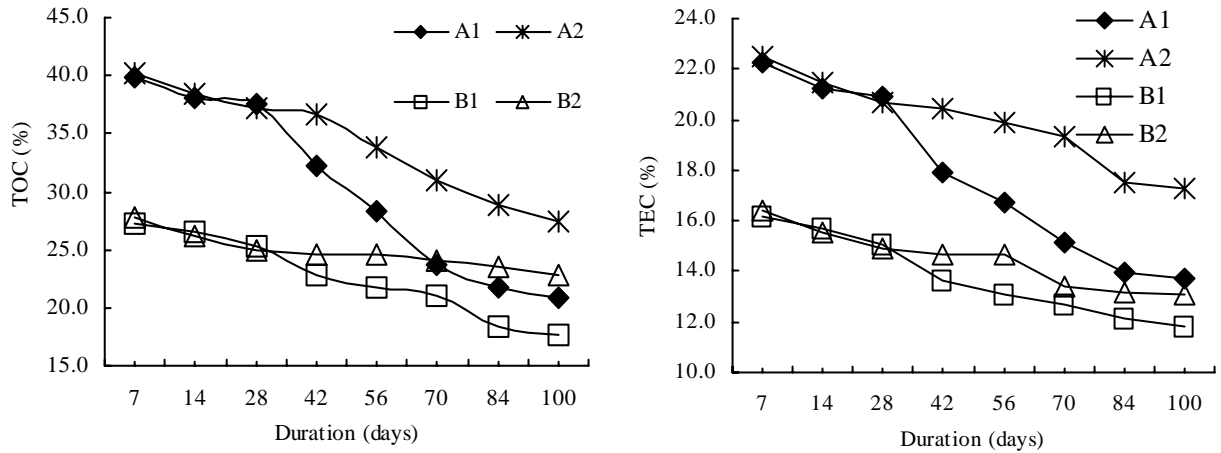 A1 A2
B1 B2
TOC (%)
45.0
40.0
35.0
30.0
25.0
20.0
15.0
7 14 28 42 56 70 84 100
Duration (days)
A1
A2
B1
B2
TEC (%)
24.0
22.0
20.0
18.0
16.0
14.0
12.0
10.0
7 14 28 42 56 70 84 100
Duration (days)